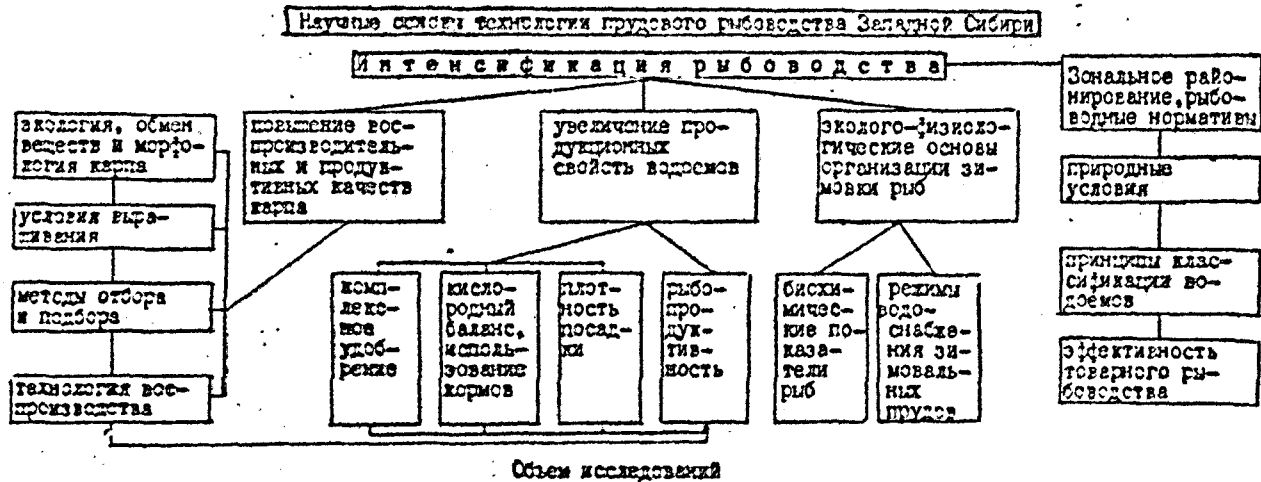 Научные основы технологии прудового рыбоводства Западной Сибири
Интенсификация рыбоводства
Зональное райо-
нирование, рыбо-
водные нормативы
экология, обмен
веществ и морфо-
логия карпа
повышение вос-
производитель-
ных и продук-
тивных качеств
карпа
увеличение про-
дукционных
свойств водоемов
эколого-физиоло-
гические основы
организации зи-
мовки рыб
природные
условия
условия выра-
щивания
методы отбора
и подбора
технология вос-
производства
комп-
лекс-
ное
удоб-
рение
кисло-
родный
баланс,
исполь-
зование
кормов
плот-
ность
посад-
ки
рыбо-
про-
дук-
тив-
ность
биохи-
мичес-
кие по-
каза-
тели
рыб
режимы
водо-
снабже-
ния зи-
моваль-
ных
прудов
принципы клас-
сификации во-
доемов
эффективность
товарного ры-
боводства
Объем исследований